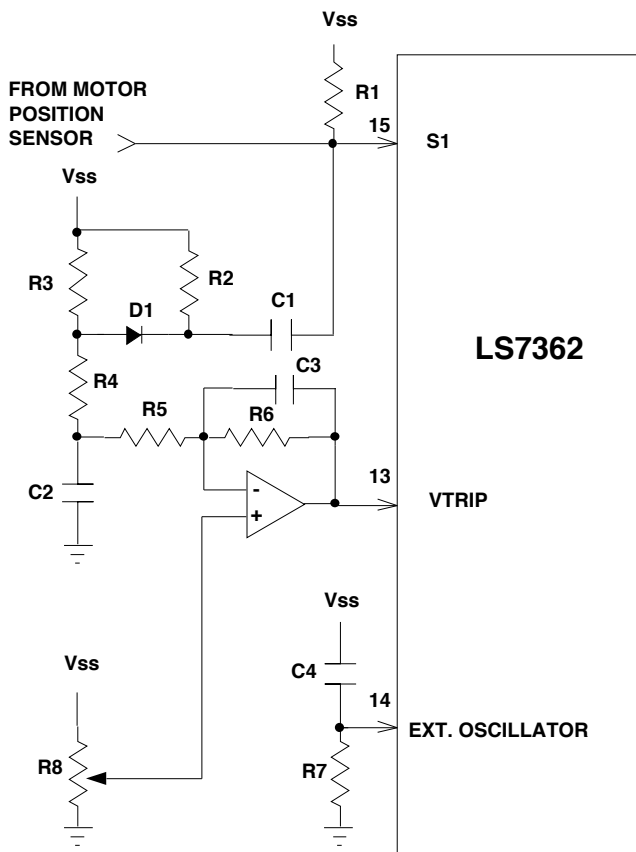 Vss
R1
FROM MOTOR
POSITION
SENSOR
15
S1
Vss
R3
R2
D1
C1
LS7362
C3
R4
R5
R6
C2
-
+
13
VTRIP
Vss
C4
14
EXT. OSCILLATOR
Vss
R8
R7